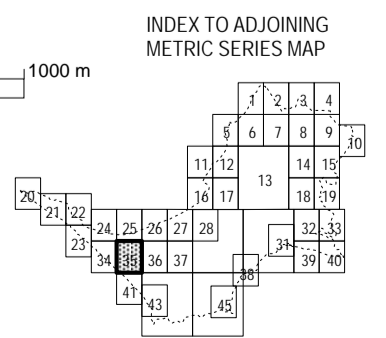 INDEX TO ADJOINING
METRIC SERIES MAP
1000 m
1 2 3 4
5 6 7 8 9
10
11 12 14 15
13
16 17 18 19
20
21 22
24 25 26 27 28 32 33
23
31
34 35 36 37 39 40
38
41
43 45